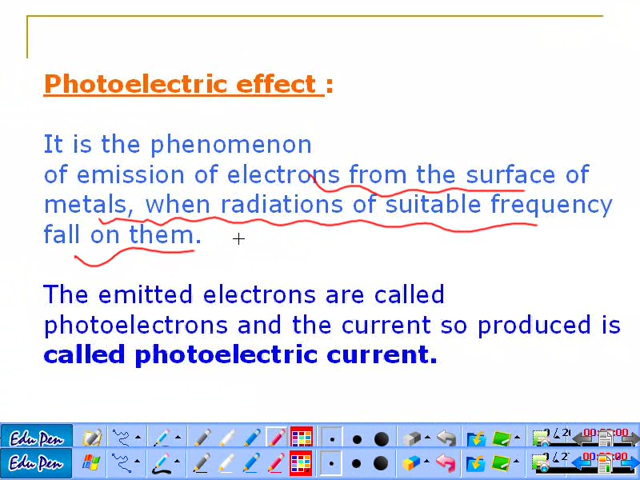 Photoelectric effect :
It is the phenomenon
of emission of electrons from the surface of
metals, when radiations of suitable frequency
fall on them.
The emitted electrons are called
photoelectrons and the current so produced is
called photoelectric current.
Edu Pen
Edu Pen